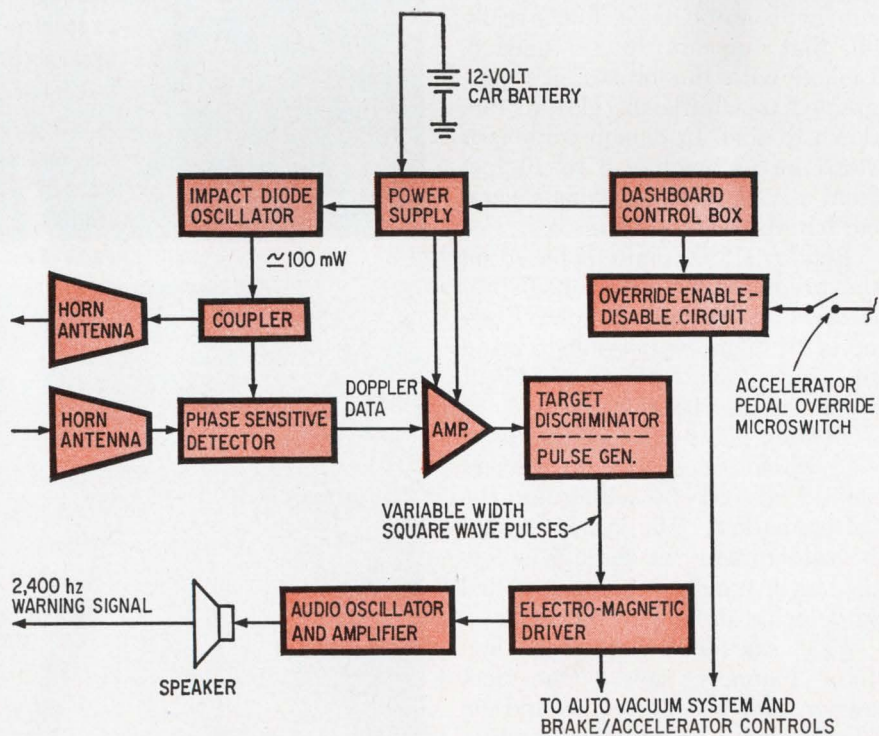 12-VOLT
CAR BATTERY
IMPACT DIODE
OSCILLATOR
POWER
SUPPLY
DASHBOARD
CONTROL BOX
≃100 mW
HORN
ANTENNA
COUPLER
OVERRIDE ENABLE-
DISABLE CIRCUIT
HORN
ANTENNA
PHASE SENSITIVE
DETECTOR
DOPPLER
DATA
AMP.
TARGET
DISCRIMINATOR
PULSE GEN.
ACCELERATOR
PEDAL OVERRIDE
MICROSWITCH
VARIABLE WIDTH
SQUARE WAVE PULSES
2,400 hz
WARNING SIGNAL
SPEAKER
AUDIO OSCILLATOR
AND AMPLIFIER
ELECTRO-MAGNETIC
DRIVER
TO AUTO VACUUM SYSTEM AND
BRAKE/ACCELERATOR CONTROLS